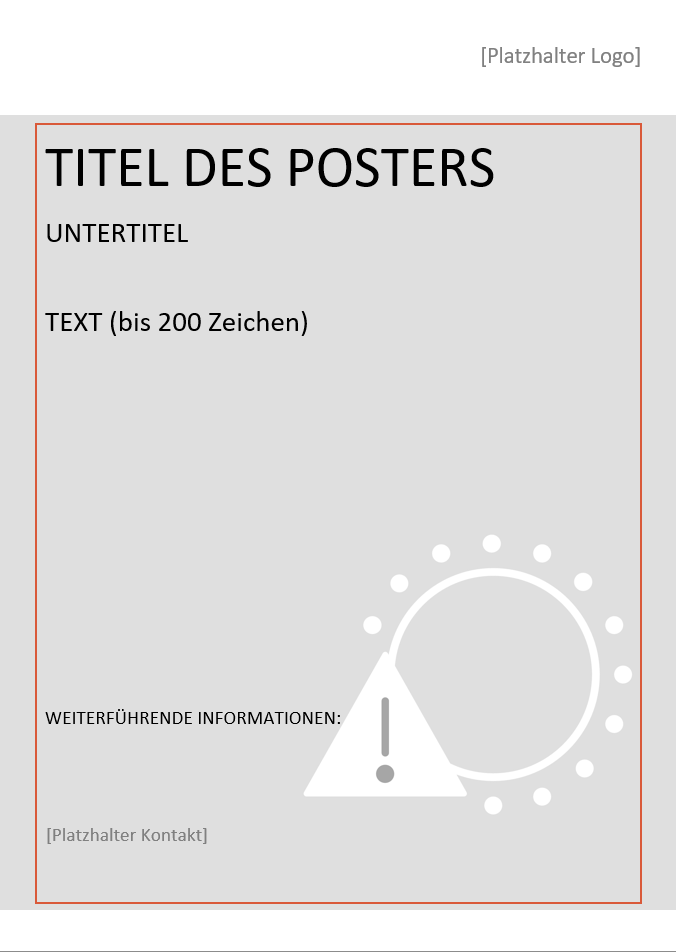 [Platzhalter Logo]
TITEL DES POSTERS
UNTERTITEL
TEXT (bis 200 Zeichen)
WEITERFÜHRENDE INFORMATIONEN:
!
[Platzhalter Kontakt]